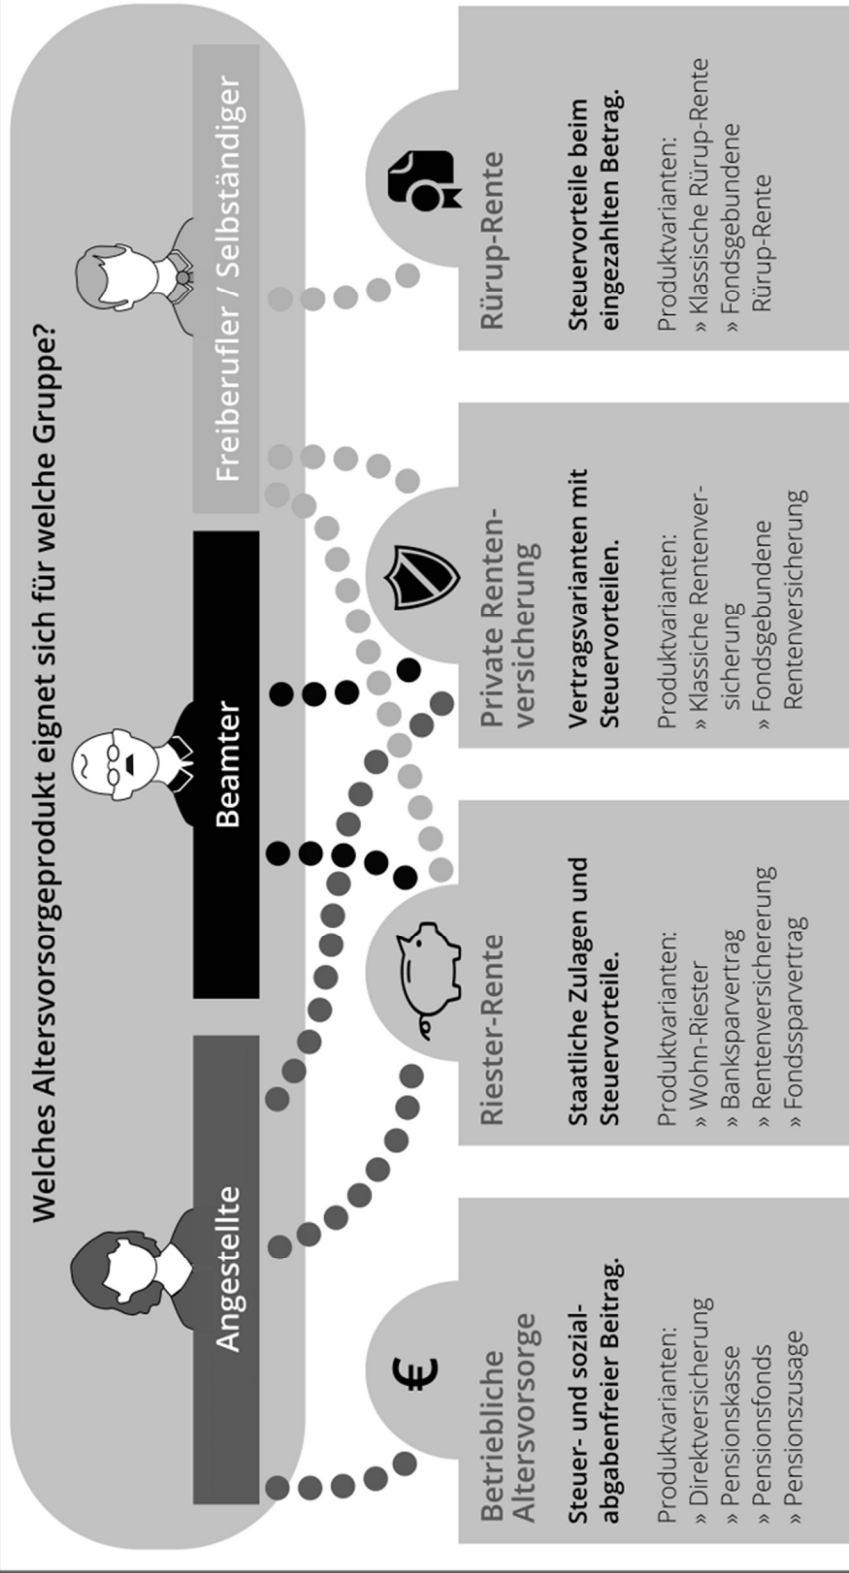 Welches Altersvorsorgeprodukt eignet sich für welche Gruppe?
Angestellte
Beamter
Freiberufler / Selbständiger
€
Betriebliche
Altersvorsorge
Steuer- und sozial-
abgabenfreier Beitrag.
Produktvarianten:
» Direktversicherung
» Pensionskasse
» Pensionsfonds
» Pensionszusage
Riester-Rente
Staatliche Zulagen und
Steuervorteile.
Produktvarianten:
» Wohn-Riester
» Banksparvertrag
» Rentenversichererung
» Fondssparvertrag
Private Renten-
versicherung
Vertragsvarianten mit
Steuervorteilen.
Produktvarianten:
» Klassiche Rentenver-
sicherung
» Fondsgebundene
Rentenversicherung
Rürup-Rente
Steuervorteile beim
eingezahlten Betrag.
Produktvarianten:
» Klassische Rürup-Rente
» Fondsgebundene
Rürup-Rente